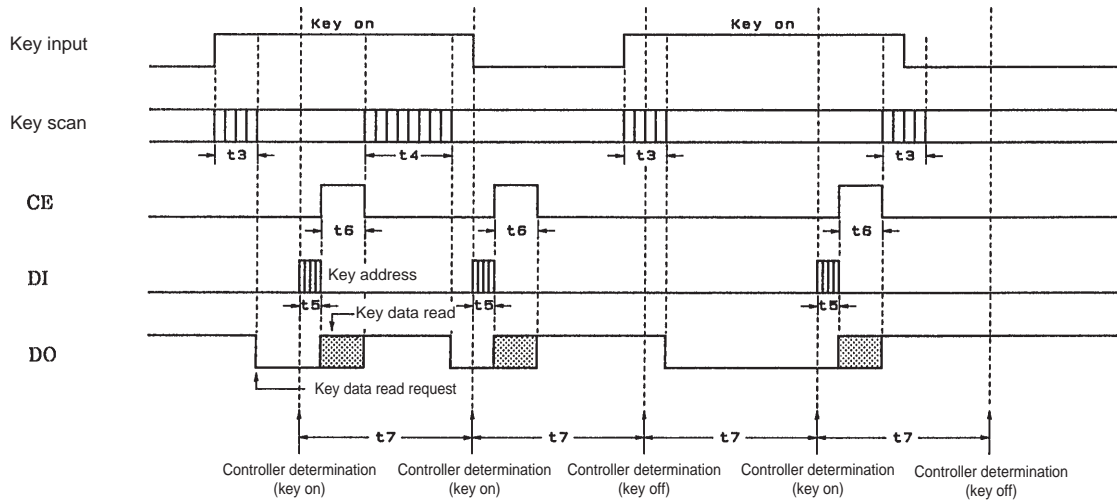 Key on Key on
Key input
Key scan
t3 t4 t3 t3
CE
t6 t6 t6
DI
Key address
t5 t5 t5
Key data read
DO
Key data read request
t7 t7 t7 t7
Controller determination Controller determination Controller determination Controller determination Controller determination
(key on) (key on) (key off) (key on) (key off)